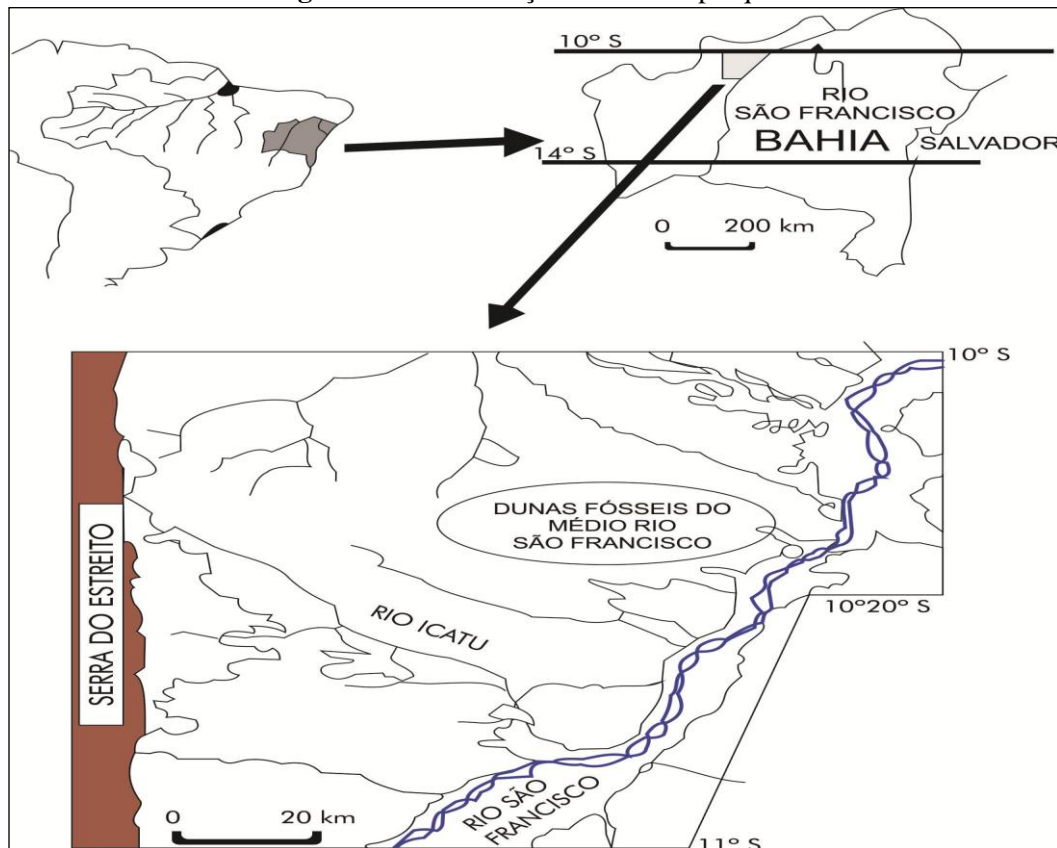 10º S
RIO
SÃO FRANCISCO
BAHIA
SALVADOR
14º S
0 200 km
10º S
DUNAS FÓSSEIS DO
MÉDIO RIO
SÃO FRANCISCO
10º20º S
SERRA DO ESTREITO
RIO ICATU
0 20 km
RIO SÃO
FRANCISCO
11º S